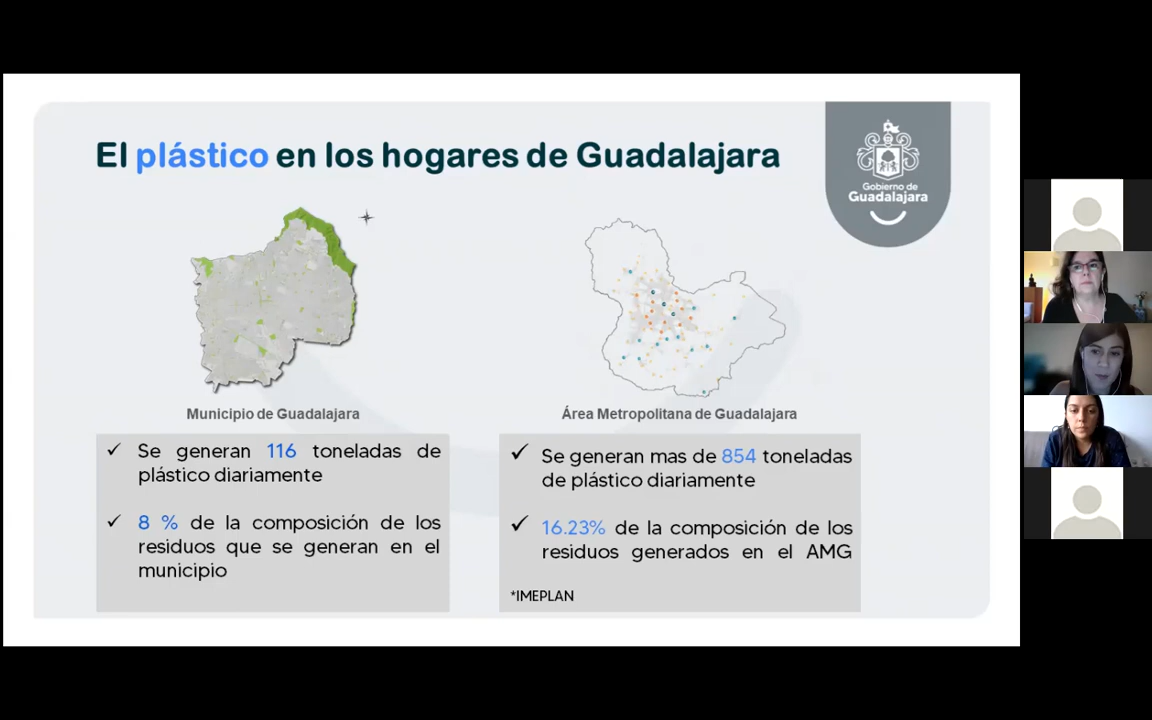 El plástico en los hogares de Guadalajara
Gobierno de
Guadalajara
Municipio de Guadalajara
✓ Se generan 116 toneladas de
plástico diariamente
✓ 8 % de la composición de los
residuos que se generan en el
municipio
Área Metropolitana de Guadalajara
✓ Se generan mas de 854 toneladas
de plástico diariamente
✓ 16.23% de la composición de los
residuos generados en el AMG
*IMEPLAN